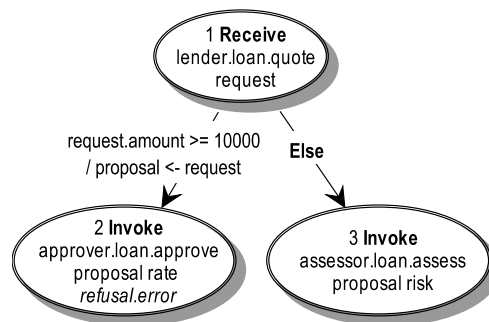 1 Receive
lender.loan.quote
request
request.amount >= 10000
/ proposal <- request
Else
2 Invoke
approver.loan.approve
proposal rate
refusal.error
3 Invoke
assessor.loan.assess
proposal risk